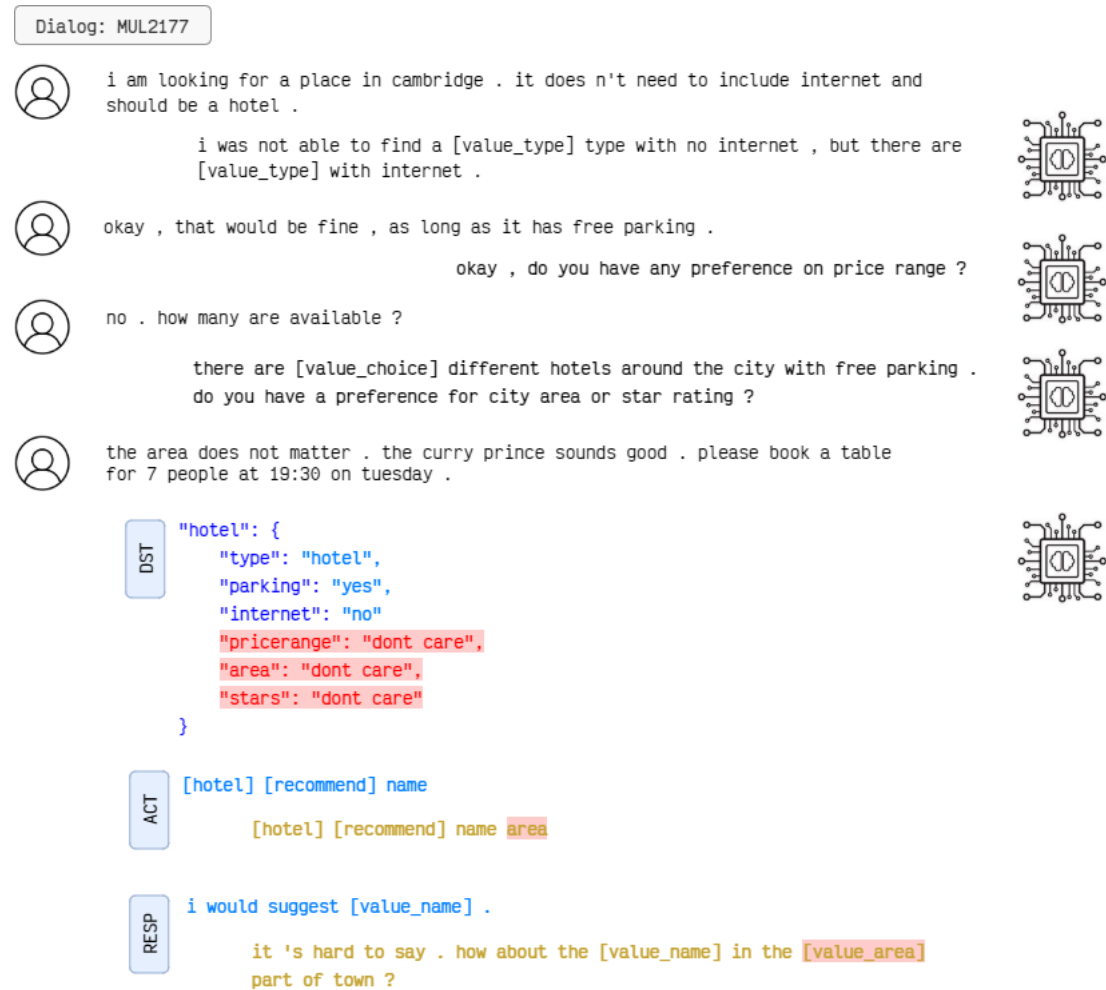 Dialog: MUL2177
i am looking for a place in cambridge . it does n't need to include internet and
should be a hotel .
i was not able to find a [value_type] type with no internet , but there are
[value_type] with internet .
okay , that would be fine , as long as it has free parking .
okay , do you have any preference on price range ?
no . how many are available ?
there are [value_choice] different hotels around the city with free parking .
do you have a preference for city area or star rating ?
the area does not matter . the curry prince sounds good . please book a table
for 7 people at 19:30 on tuesday .
DST
"hotel": {
"type": "hotel",
"parking": "yes",
"internet": "no"
"pricerange": "dont care",
"area": "dont care",
"stars": "dont care"
}
ACT
[hotel] [recommend] name
[hotel] [recommend] name area
RESP
i would suggest [value_name] .
it 's hard to say . how about the [value_name] in the [value_area]
part of town ?